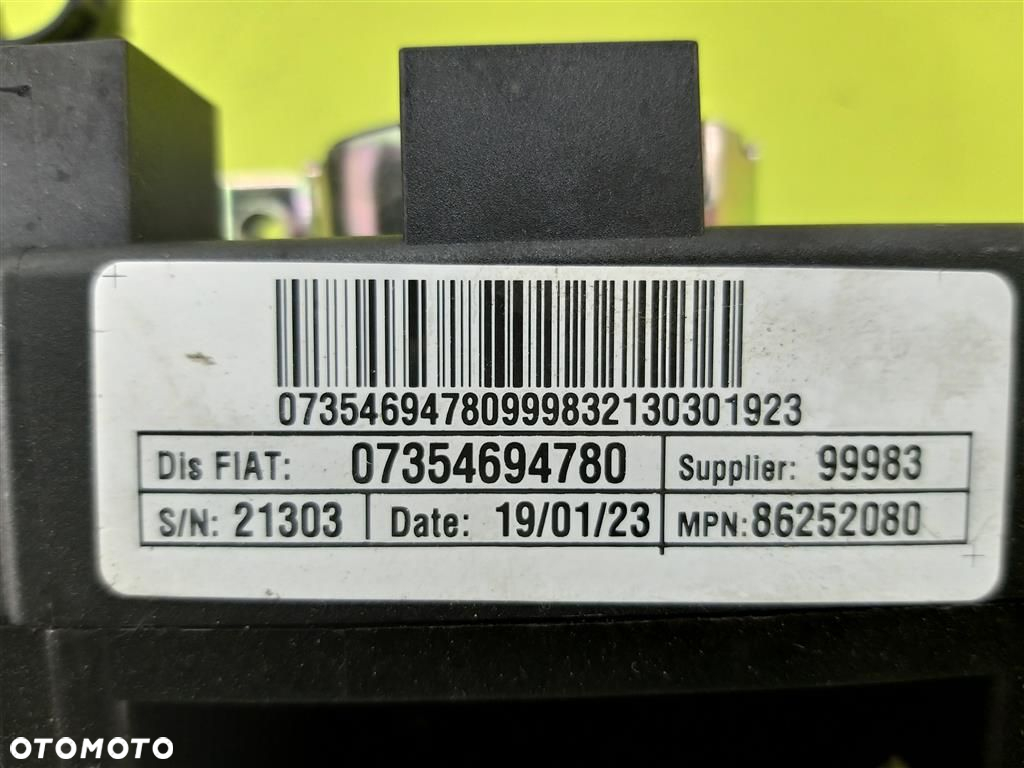 07354694780999832130301923
Dis FIAT: 07354694780 Supplier: 99983
S/N: 21303 Date: 19/01/23 MPN: 86252080
OTOMOTO